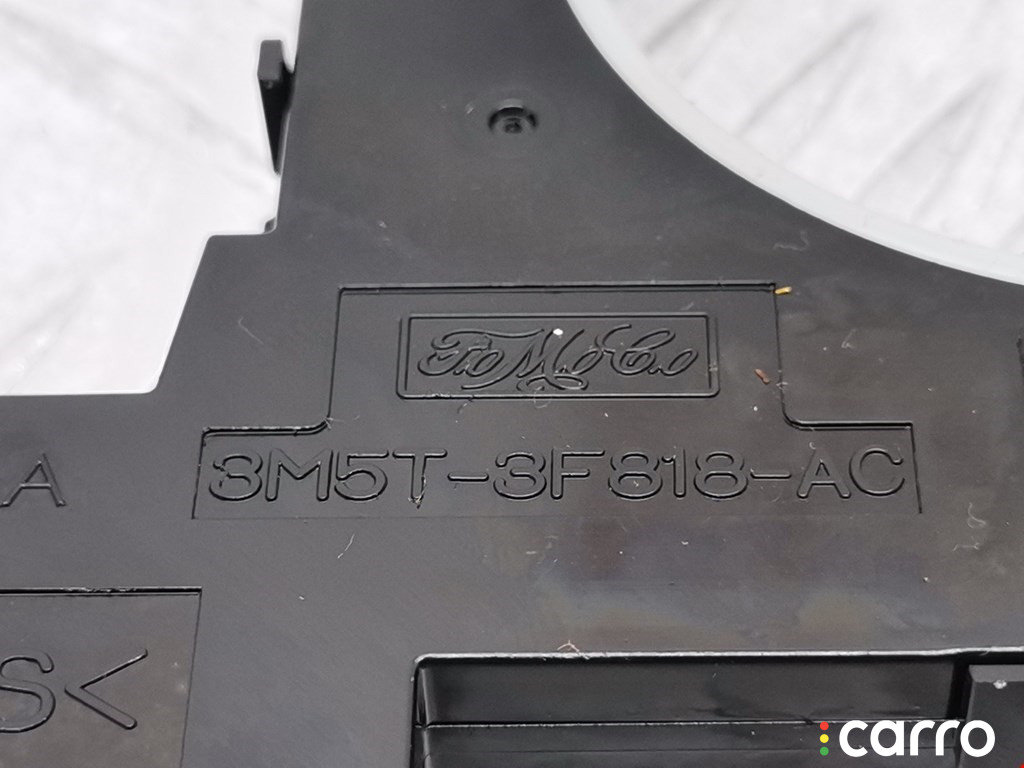 FoMoCo
A
3M5T-3F818-AC
S<
carro